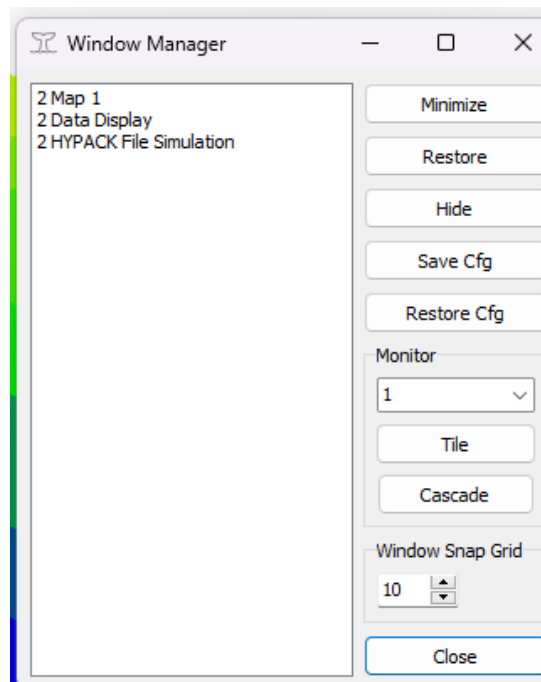 Window Manager
2 Map 1
2 Data Display
2 HYPACK File Simulation
Minimize
Restore
Hide
Save Cfg
Restore Cfg
Monitor
1
Tile
Cascade
Window Snap Grid
10
Close